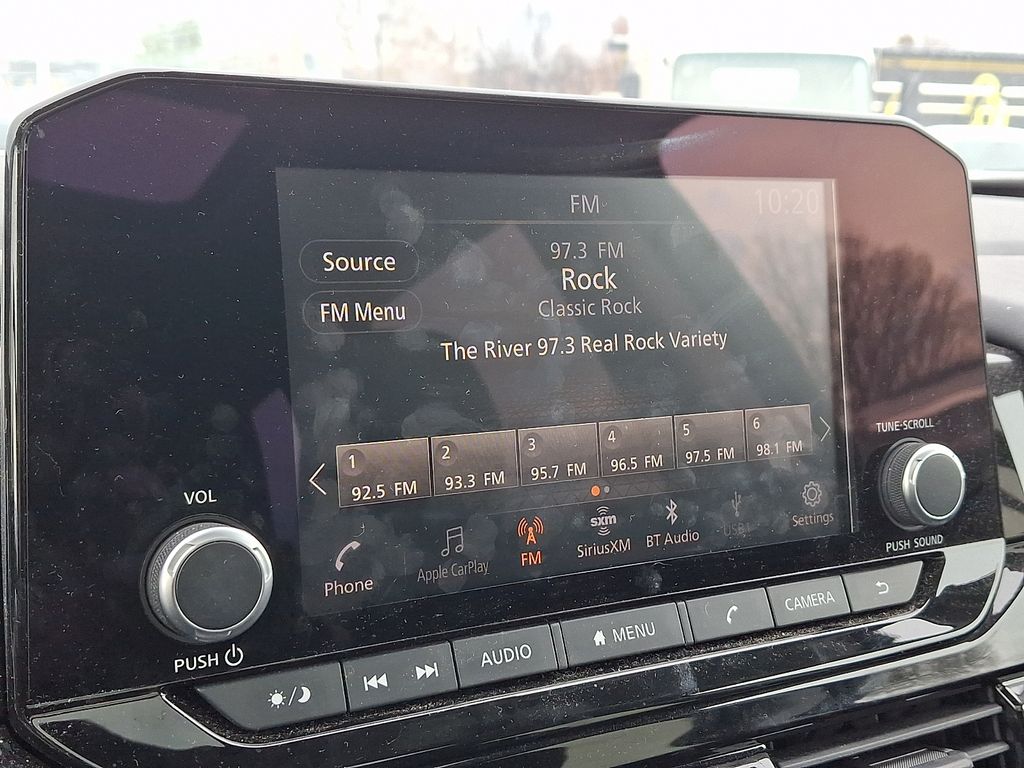 FM
10:20
Source
97.3 FM
Rock
FM Menu
Classic Rock
The River 97.3 Real Rock Variety
1
92.5 FM
2
93.3 FM
3
95.7 FM
4
96.5 FM
5
97.5 FM
6
98.1 FM
Phone
Apple CarPlay
FM
sxm
SiriusXM
BT Audio
USB1
Settings
VOL
PUSH
TUNE·SCROLL
PUSH SOUND
AUDIO
MENU
CAMERA